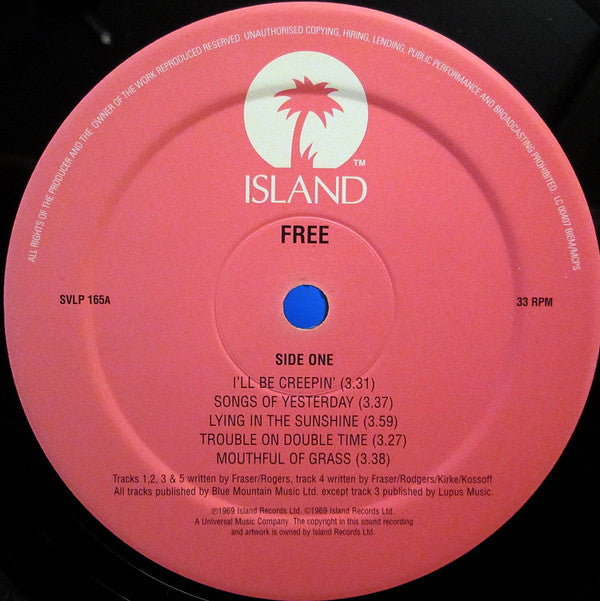 ALL RIGHTS OF THE PRODUCER AND THE OWNER OF THE WORK REPRODUCED RESERVED. UNAUTHORISED COPYING, HIRING, LENDING, PUBLIC PERFORMANCE AND BROADCASTING PROHIBITED. LC 00407 BIEM/MCPS
TM
ISLAND
FREE
SVLP 165A
33 RPM
SIDE ONE
I'LL BE CREEPIN' (3.31)
SONGS OF YESTERDAY (3.37)
LYING IN THE SUNSHINE (3.59)
TROUBLE ON DOUBLE TIME (3.27)
MOUTHFUL OF GRASS (3.38)
Tracks 1,2, 3 & 5 written by Fraser/Rogers, track 4 written by Fraser/Rodgers/Kirke/Kossoff
All tracks published by Blue Mountain Music Ltd. except track 3 published by Lupus Music.
℗1969 Island Records Ltd. ©1969 Island Records Ltd.
A Universal Music Company. The copyright in this sound recording
and artwork is owned by Island Records Ltd.